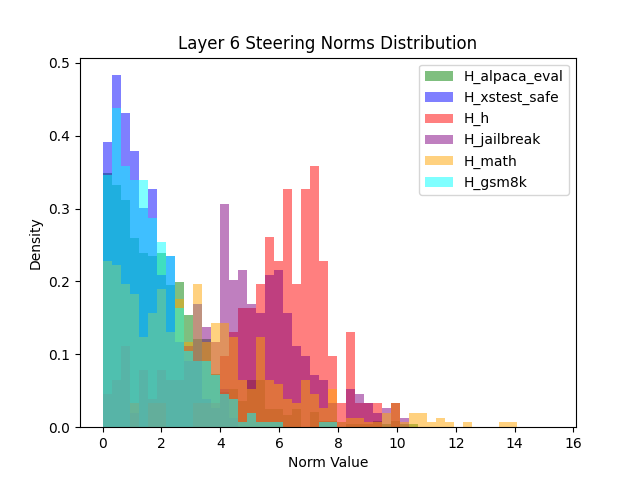 Layer 6 Steering Norms Distribution
H_alpaca_eval
H_xstest_safe
H_h
H_jailbreak
H_math
H_gsm8k
Density
0.5
0.4
0.3
0.2
0.1
0.0
0 2 4 6 8 10 12 14 16
Norm Value